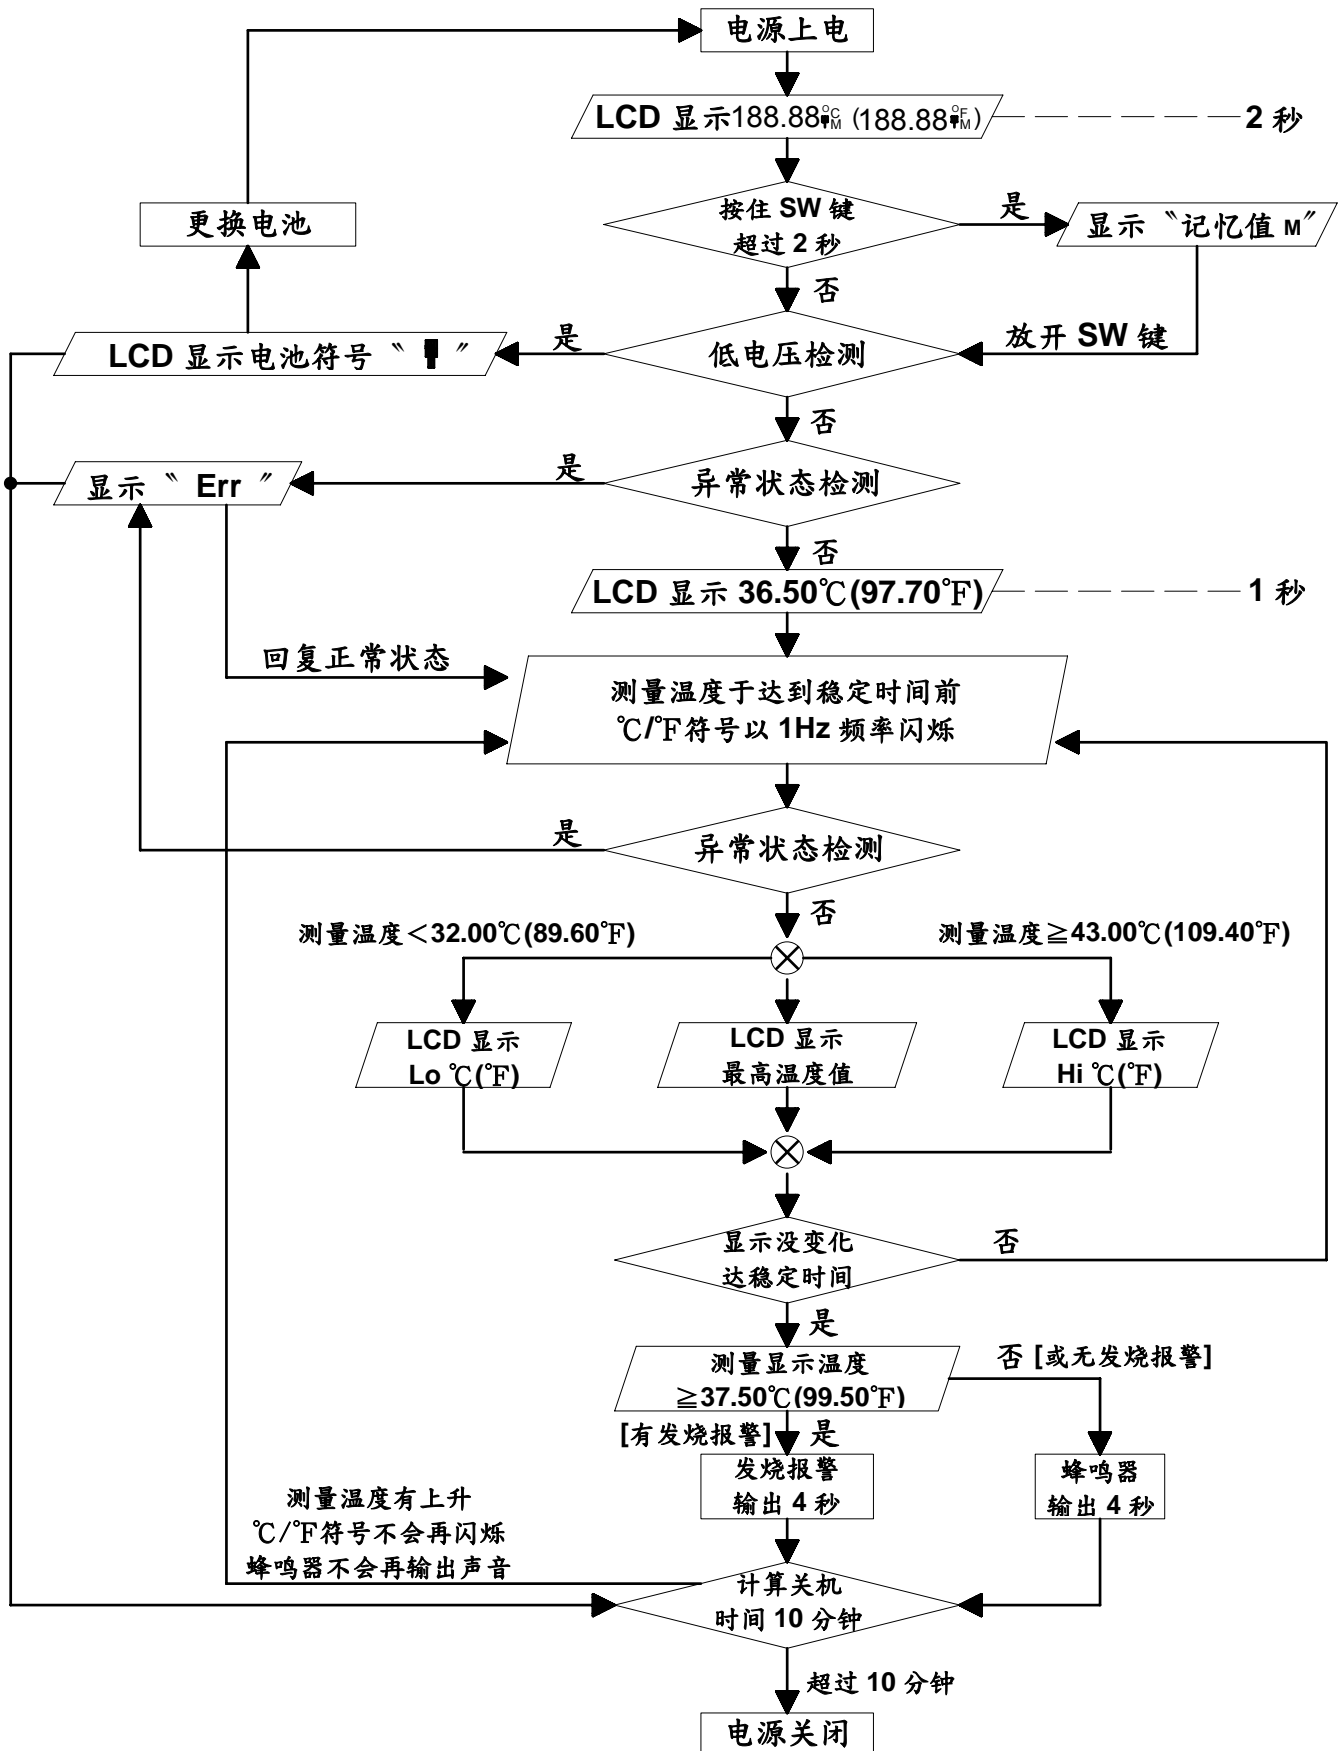 电源上电
LCD 显示188.88℃M (188.88℉M)
2 秒
按住 SW 键
超过 2 秒
是
显示〝记忆值 M〞
更换电池
否
放开 SW 键
LCD 显示电池符号〝 〞
是
低电压检测
否
显示〝 Err 〞
是
异常状态检测
否
LCD 显示 36.50℃(97.70℉)
1 秒
回复正常状态
测量温度于达到稳定时间前
℃/℉符号以 1Hz 频率闪烁
是
异常状态检测
否
测量温度＜32.00℃(89.60℉)
测量温度≧43.00℃(109.40℉)
LCD 显示
Lo ℃(℉)
LCD 显示
最高温度值
LCD 显示
Hi ℃(℉)
显示没变化
达稳定时间
否
是
测量显示温度
≧37.50℃(99.50℉)
否 [或无发烧报警]
[有发烧报警] 是
发烧报警
输出 4 秒
蜂鸣器
输出 4 秒
测量温度有上升
℃/℉符号不会再闪烁
蜂鸣器不会再输出声音
计算关机
时间 10 分钟
超过 10 分钟
电源关闭